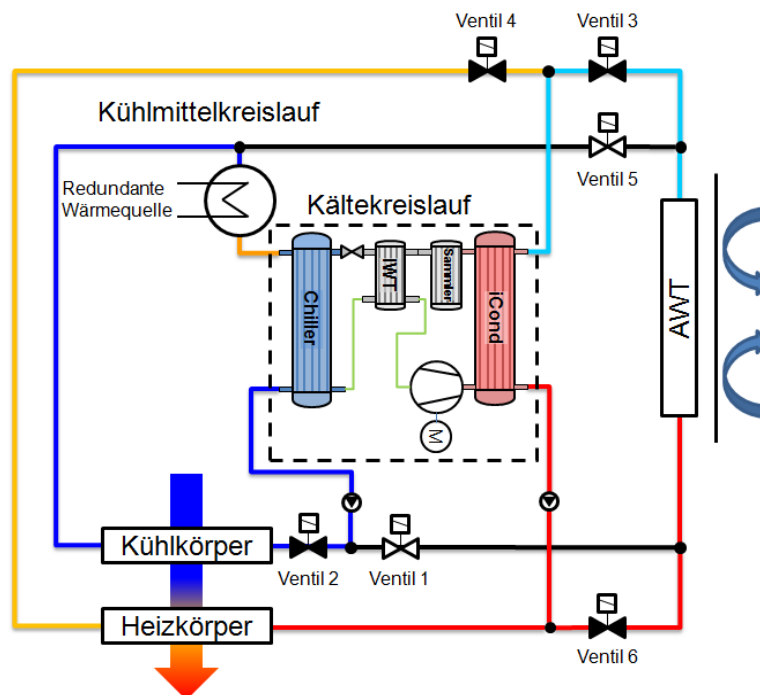 Ventil 4
Ventil 3
Kühlmittelkreislauf
Ventil 5
Redundante
Wärmequelle
Kältekreislauf
Chiller
IWT
Sammler
iCond
AWT
M
Kühlkörper
Ventil 2
Ventil 1
Heizkörper
Ventil 6